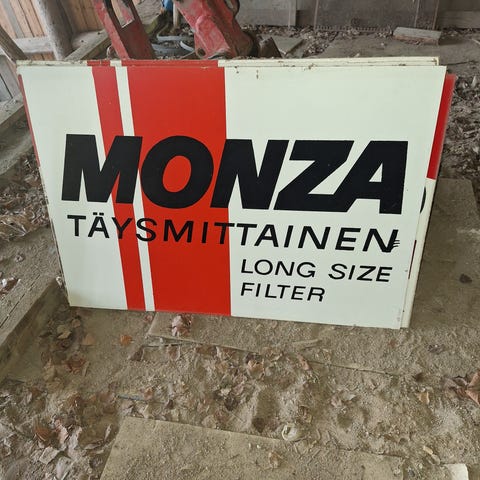 MONZA
TÄYSMITTAINEN
LONG SIZE
FILTER